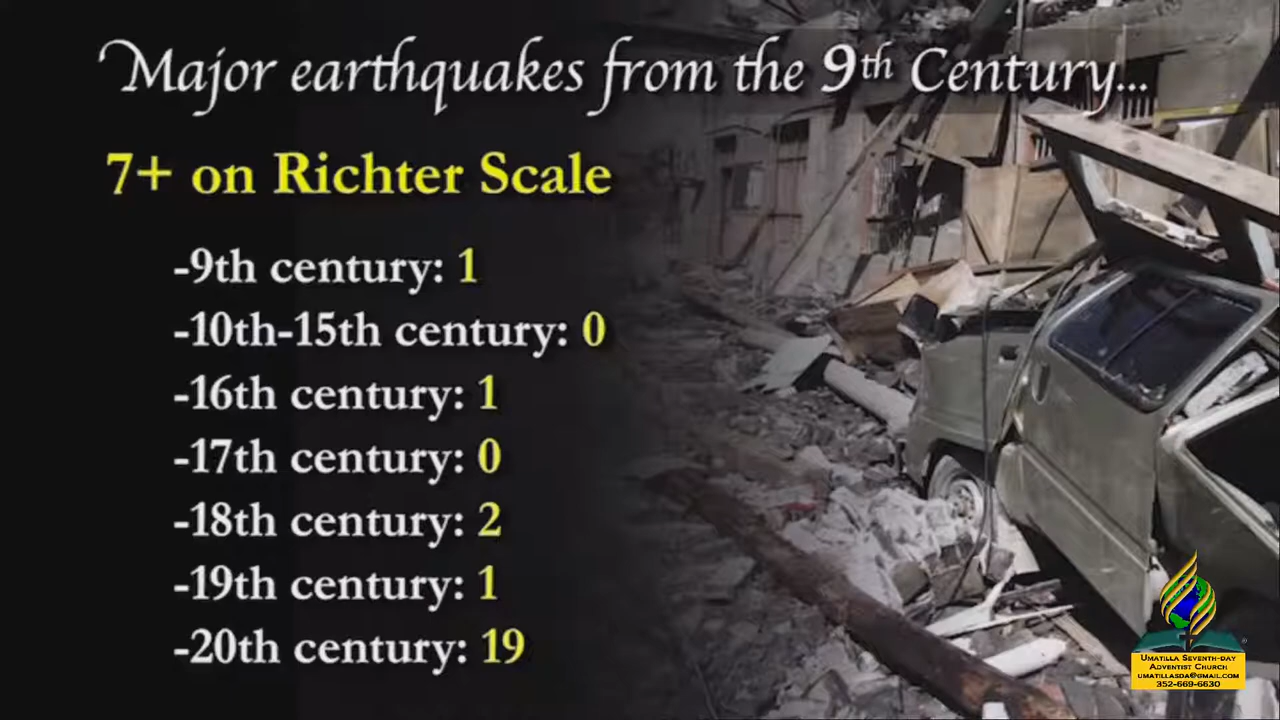 Major earthquakes from the 9th Century...
7+ on Richter Scale
-9th century: 1
-10th-15th century: 0
-16th century: 1
-17th century: 0
-18th century: 2
-19th century: 1
-20th century: 19
Umatilla Seventh-day
Adventist Church
umatillasda@gmail.com
352-669-6630